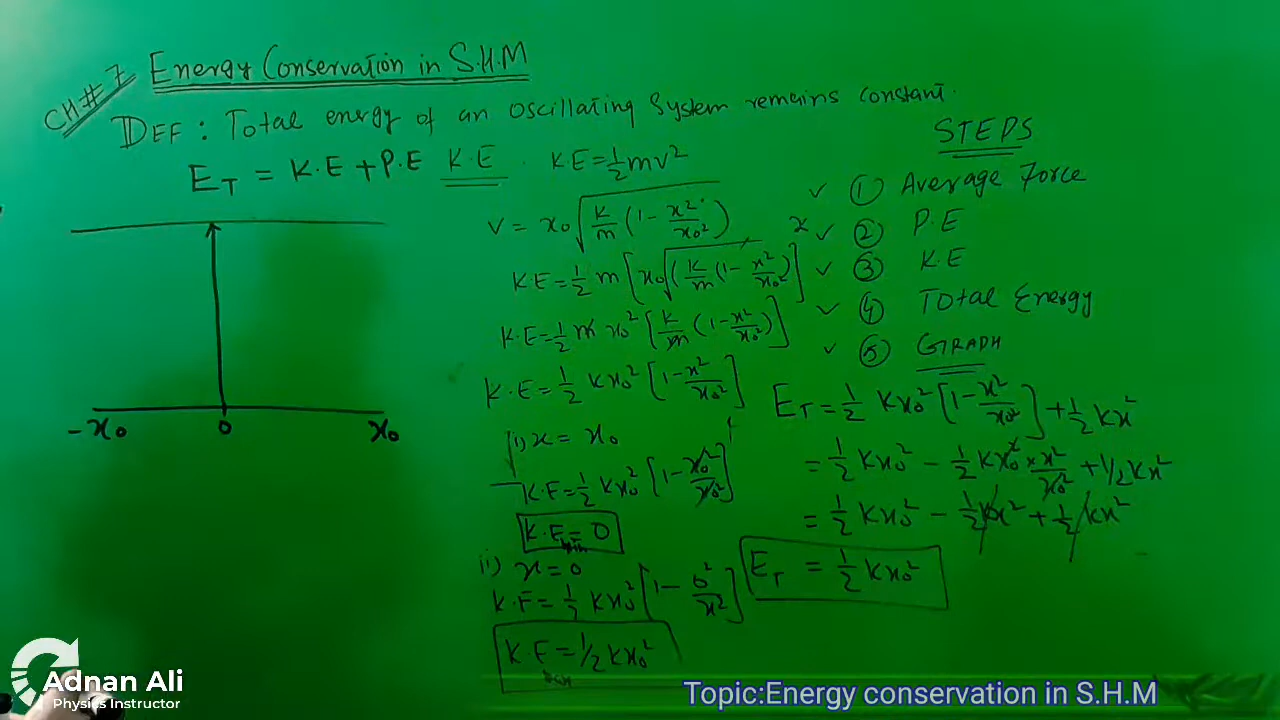 CH # 7
Energy Conservation in S.H.M
DEF : Total energy of an oscillating System remains constant.
E_T = K.E + P.E
K.E
K.E = ½mv²
v = x₀√(K/m (1 - x²/x₀²))
K.E = ½ m [x₀√(K/m (1 - x²/x₀²))]
K.E = ½ m x₀² [K/m (1 - x²/x₀²)]
K.E = ½ Kx₀² [1 - x²/x₀²]
i) x = x₀
K.E = ½ Kx₀² [1 - x₀²/x₀²]
K.E = 0
ii) x = 0
K.E = ½ Kx₀² [1 - 0²/x²]
K.E = ½ Kx₀²
STEPS
✓ ① Average Force
x ✓ ② P.E
✓ ③ K.E
✓ ④ Total Energy
✓ ⑤ GRAPH
E_T = ½ Kx₀² [1 - x²/x₀²] + ½ Kx²
= ½ Kx₀² - ½ Kx₀² × x²/x₀² + 1/2 Kx²
= ½ Kx₀² - ½ Kx² + ½ Kx²
E_T = ½ Kx₀²
-x₀ 0 x₀
Adnan Ali
Physics Instructor
Topic:Energy conservation in S.H.M